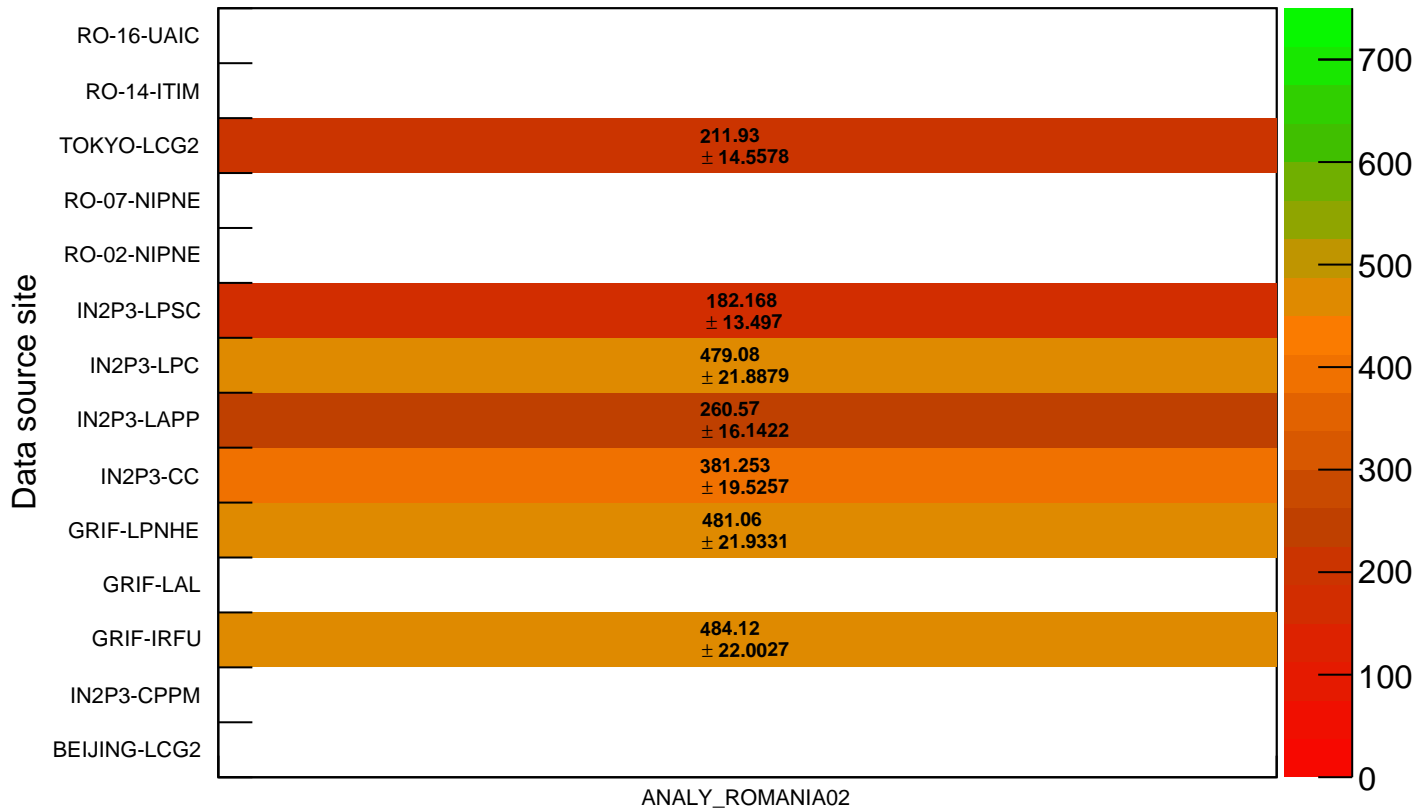 RO-16-UAIC
RO-14-ITIM
TOKYO-LCG2
RO-07-NIPNE
RO-02-NIPNE
IN2P3-LPSC
IN2P3-LPC
IN2P3-LAPP
IN2P3-CC
GRIF-LPNHE
GRIF-LAL
GRIF-IRFU
IN2P3-CPPM
BEIJING-LCG2
Data source site
211.93
± 14.5578
182.168
± 13.497
479.08
± 21.8879
260.57
± 16.1422
381.253
± 19.5257
481.06
± 21.9331
484.12
± 22.0027
ANALY_ROMANIA02
700
600
500
400
300
200
100
0